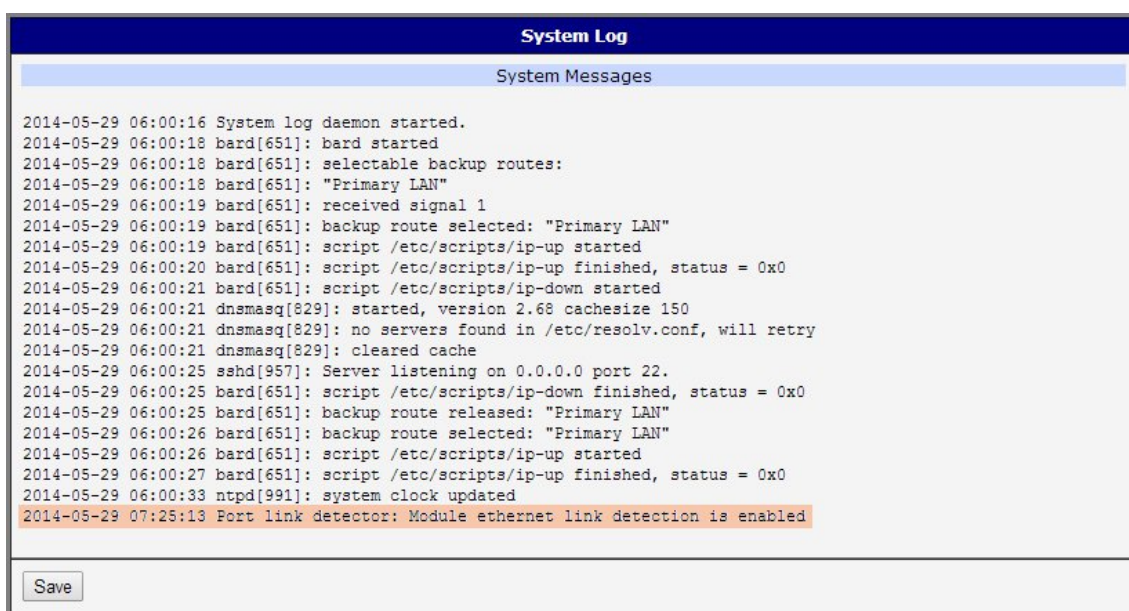 System Log
System Messages
2014-05-29 06:00:16 System log daemon started.
2014-05-29 06:00:18 bard[651]: bard started
2014-05-29 06:00:18 bard[651]: selectable backup routes:
2014-05-29 06:00:18 bard[651]: "Primary LAN"
2014-05-29 06:00:19 bard[651]: received signal 1
2014-05-29 06:00:19 bard[651]: backup route selected: "Primary LAN"
2014-05-29 06:00:19 bard[651]: script /etc/scripts/ip-up started
2014-05-29 06:00:20 bard[651]: script /etc/scripts/ip-up finished, status = 0x0
2014-05-29 06:00:21 bard[651]: script /etc/scripts/ip-down started
2014-05-29 06:00:21 dnsmasq[829]: started, version 2.68 cachesize 150
2014-05-29 06:00:21 dnsmasq[829]: no servers found in /etc/resolv.conf, will retry
2014-05-29 06:00:21 dnsmasq[829]: cleared cache
2014-05-29 06:00:25 sshd[957]: Server listening on 0.0.0.0 port 22.
2014-05-29 06:00:25 bard[651]: script /etc/scripts/ip-down finished, status = 0x0
2014-05-29 06:00:25 bard[651]: backup route released: "Primary LAN"
2014-05-29 06:00:26 bard[651]: backup route selected: "Primary LAN"
2014-05-29 06:00:26 bard[651]: script /etc/scripts/ip-up started
2014-05-29 06:00:27 bard[651]: script /etc/scripts/ip-up finished, status = 0x0
2014-05-29 06:00:33 ntpd[991]: system clock updated
2014-05-29 07:25:13 Port link detector: Module ethernet link detection is enabled
Save